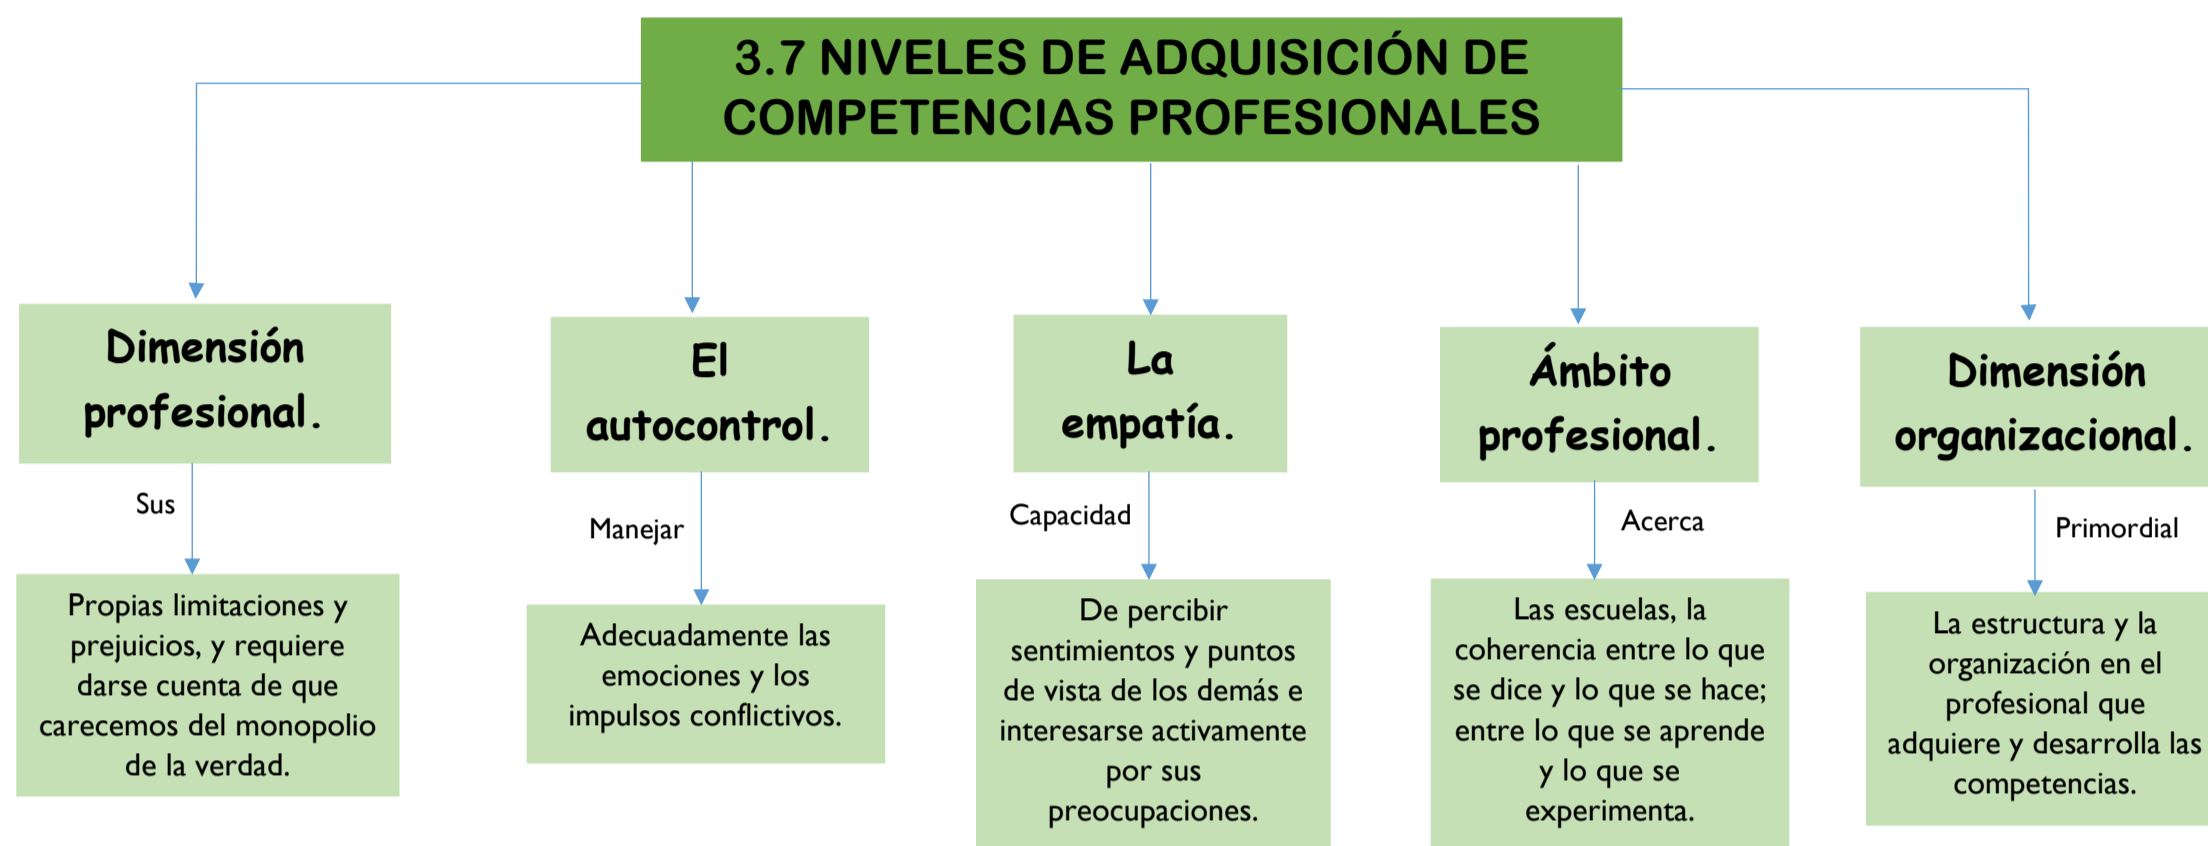 3.7 NIVELES DE ADQUISICIÓN DE
COMPETENCIAS PROFESIONALES
Dimensión
profesional.
Sus
Propias limitaciones y
prejuicios, y requiere
darse cuenta de que
carecemos del monopolio
de la verdad.
El
autocontrol.
Manejar
Adecuadamente las
emociones y los
impulsos conflictivos.
La
empatía.
Capacidad
De percibir
sentimientos y puntos
de vista de los demás e
interesarse activamente
por sus
preocupaciones.
Ámbito
profesional.
Acerca
Las escuelas, la
coherencia entre lo que
se dice y lo que se hace;
entre lo que se aprende
y lo que se
experimenta.
Dimensión
organizacional.
Primordial
La estructura y la
organización en el
profesional que
adquiere y desarrolla las
competencias.